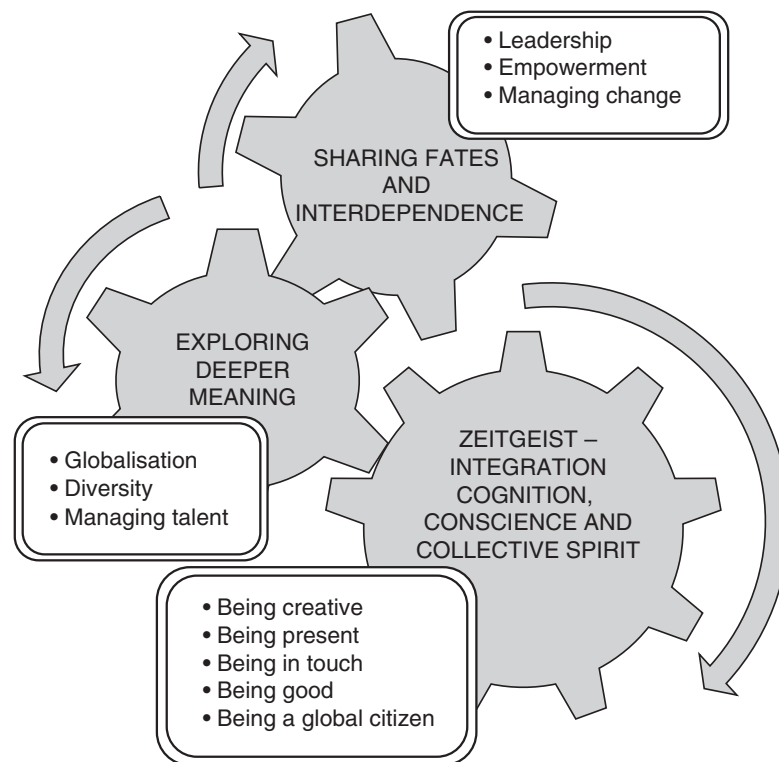 • Leadership
• Empowerment
• Managing change
SHARING FATES
AND
INTERDEPENDENCE
EXPLORING
DEEPER
MEANING
• Globalisation
• Diversity
• Managing talent
ZEITGEIST –
INTEGRATION
COGNITION,
CONSCIENCE AND
COLLECTIVE SPIRIT
• Being creative
• Being present
• Being in touch
• Being good
• Being a global citizen